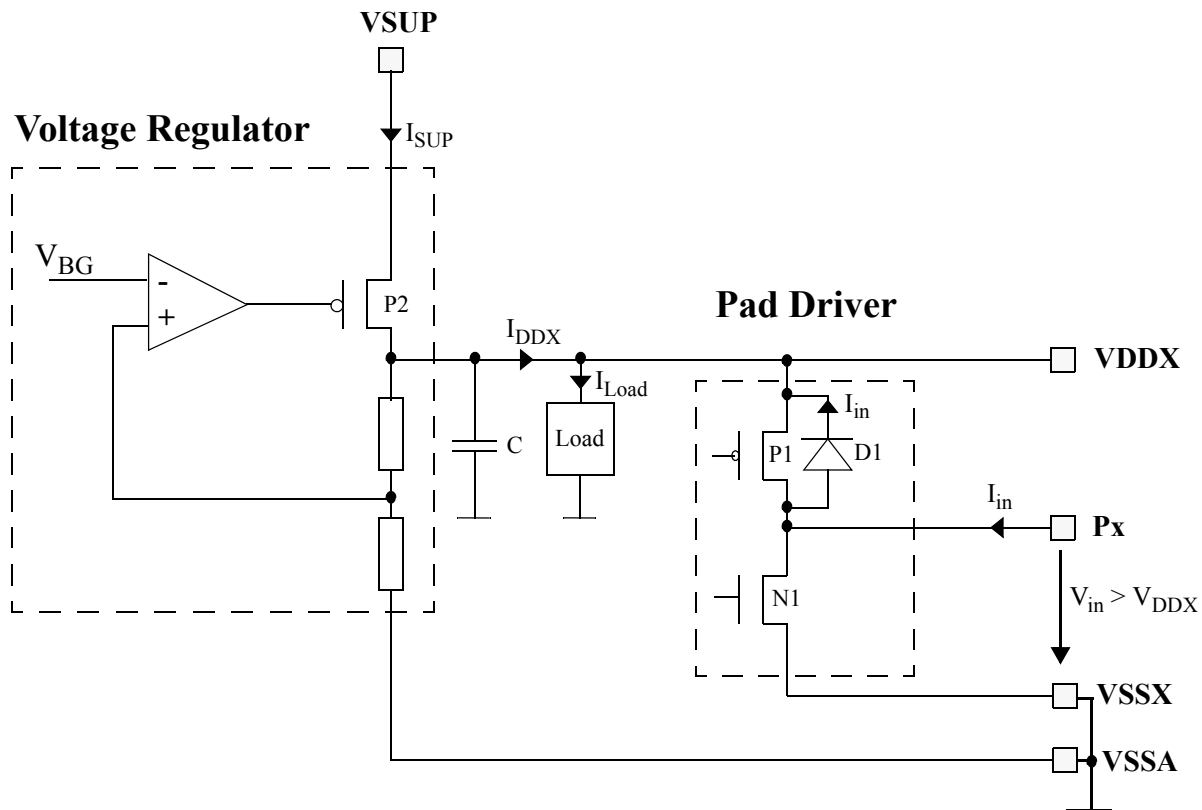 VSUP
Voltage Regulator
ISUP
VBG
-
+
P2
Pad Driver
IDDX
VDDX
ILoad
Iin
Load
C
P1
D1
Iin
Px
N1
Vin > VDDX
VSSX
VSSA